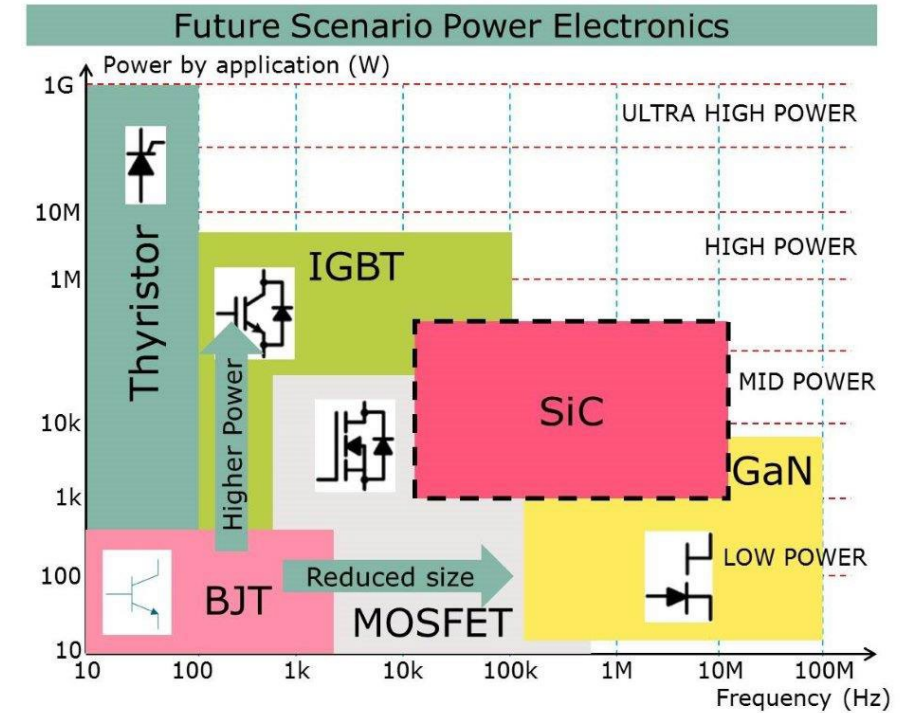 Future Scenario Power Electronics
Power by application (W)
1G
ULTRA HIGH POWER
10M
HIGH POWER
1M
Thyristor
IGBT
Higher Power
MID POWER
10k
SiC
GaN
1k
LOW POWER
100
BJT
Reduced size
MOSFET
10
10 100 1k 10k 100k 1M 10M 100M
Frequency (Hz)